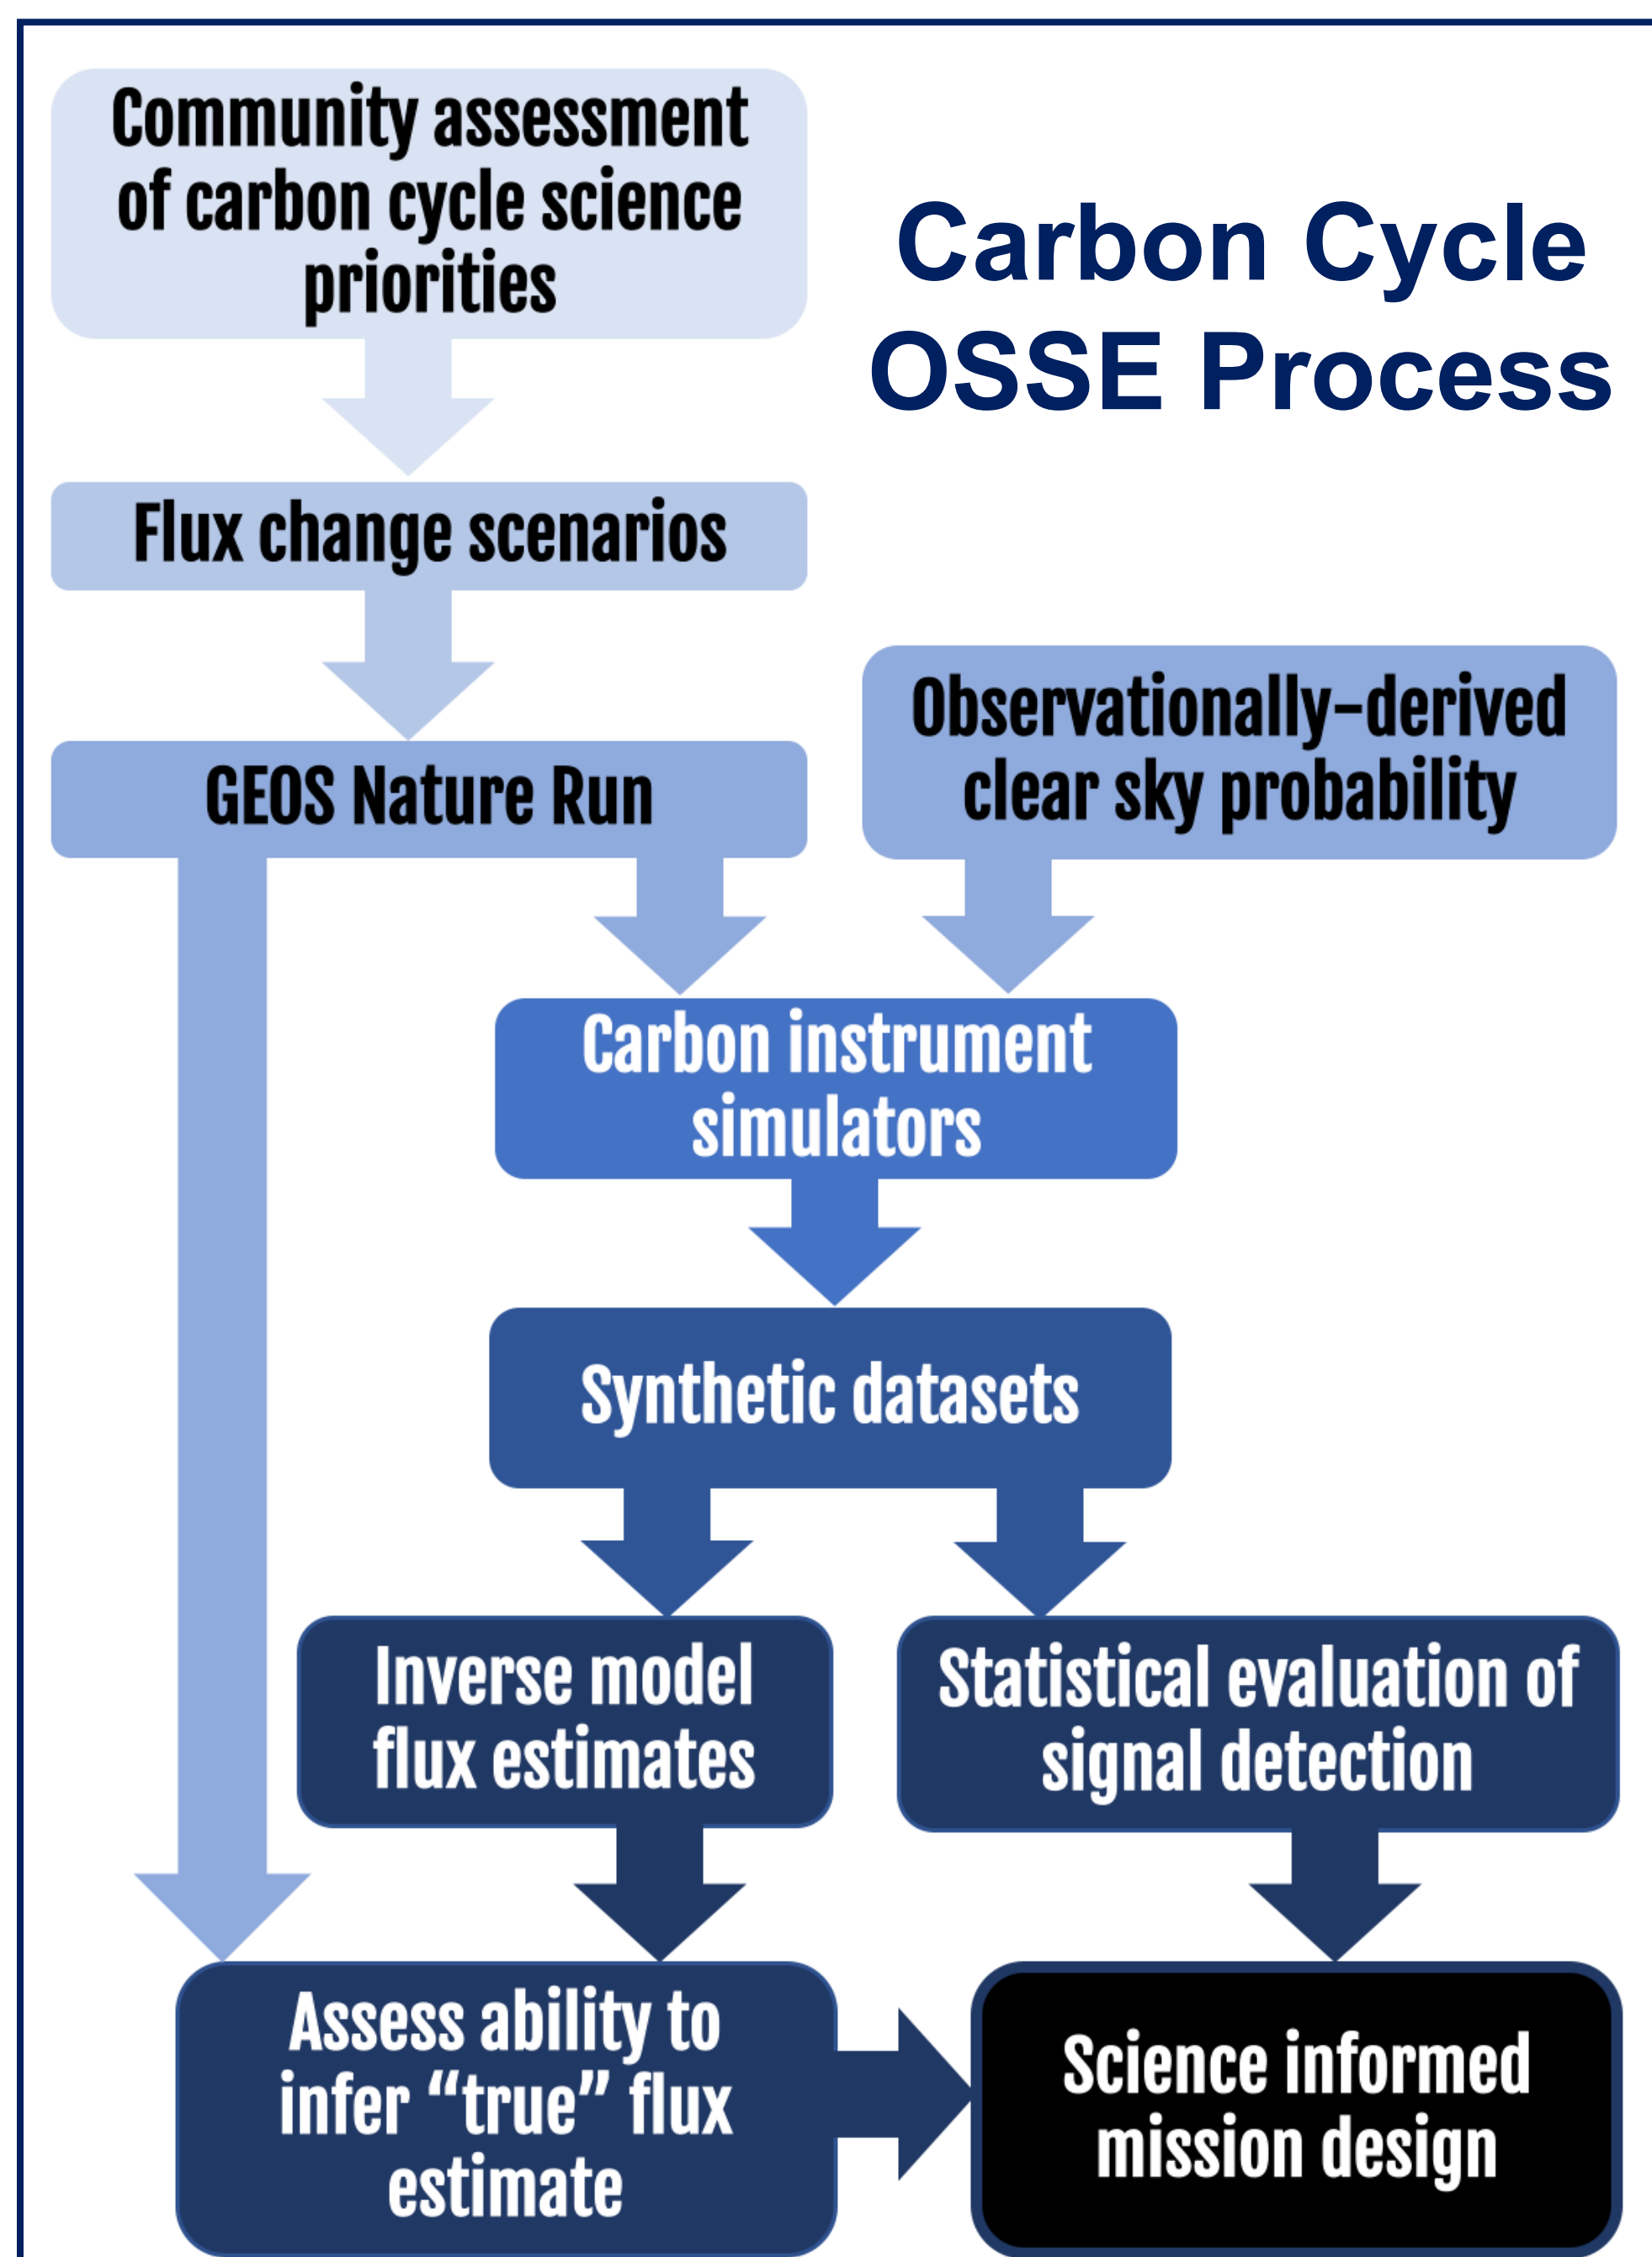 Community assessment
of carbon cycle science
priorities
Carbon Cycle
OSSE Process
Flux change scenarios
GEOS Nature Run
Observationally-derived
clear sky probability
Carbon instrument
simulators
Synthetic datasets
Inverse model
flux estimates
Statistical evaluation of
signal detection
Assess ability to
infer “true” flux
estimate
Science informed
mission design